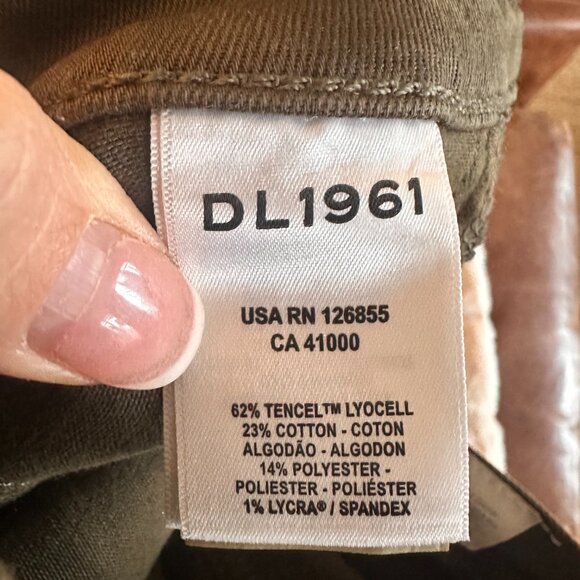 DL1961
USA RN 126855
CA 41000
62% TENCEL™ LYOCELL
23% COTTON - COTON
ALGODÃO - ALGODON
14% POLYESTER -
POLIESTER - POLIÉSTER
1% LYCRA® / SPANDEX